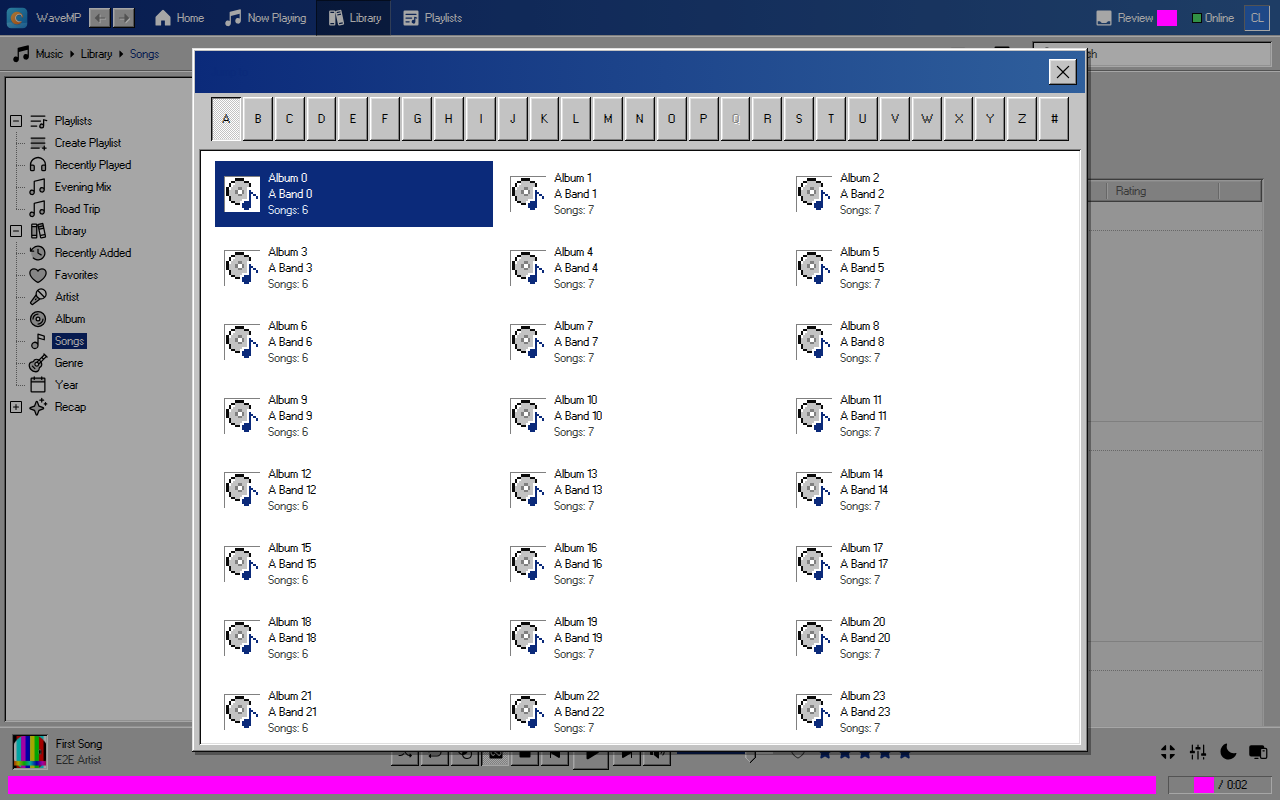 WaveMP
Home
Now Playing
Library
Playlists
Review
Online
CL
Music
Library
Songs
A B C D E F G H I J K L M N O P Q R S T U V W X Y Z #
Playlists
Create Playlist
Recently Played
Evening Mix
Road Trip
Library
Recently Added
Favorites
Artist
Album
Songs
Genre
Year
Recap
Album 0
A Band 0
Songs: 6
Album 1
A Band 1
Songs: 7
Album 2
A Band 2
Songs: 7
Album 3
A Band 3
Songs: 6
Album 4
A Band 4
Songs: 7
Album 5
A Band 5
Songs: 7
Album 6
A Band 6
Songs: 6
Album 7
A Band 7
Songs: 7
Album 8
A Band 8
Songs: 7
Album 9
A Band 9
Songs: 6
Album 10
A Band 10
Songs: 7
Album 11
A Band 11
Songs: 7
Album 12
A Band 12
Songs: 6
Album 13
A Band 13
Songs: 7
Album 14
A Band 14
Songs: 7
Album 15
A Band 15
Songs: 6
Album 16
A Band 16
Songs: 7
Album 17
A Band 17
Songs: 7
Album 18
A Band 18
Songs: 6
Album 19
A Band 19
Songs: 7
Album 20
A Band 20
Songs: 7
Album 21
A Band 21
Songs: 6
Album 22
A Band 22
Songs: 7
Album 23
A Band 23
Songs: 7
Rating
First Song
E2E Artist
/ 0:02